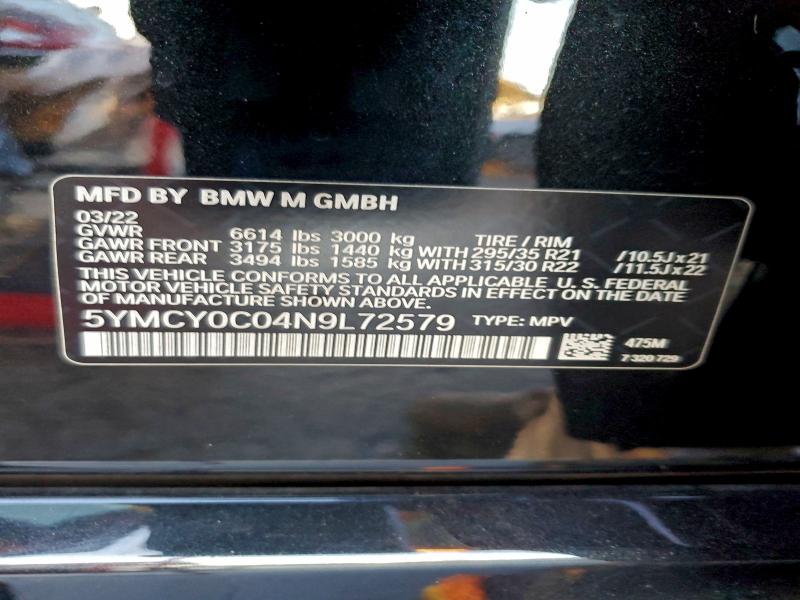 MFD BY BMW M GMBH
03/22
GVWR 6614 lbs 3000 kg TIRE / RIM
GAWR FRONT 3175 lbs 1440 kg WITH 295/35 R21 /10.5Jx21
GAWR REAR 3494 lbs 1585 kg WITH 315/30 R22 /11.5Jx22
THIS VEHICLE CONFORMS TO ALL APPLICABLE, U. S. FEDERAL
MOTOR VEHICLE SAFETY STANDARDS IN EFFECT ON THE DATE
OF MANUFACTURE SHOWN ABOVE.
5YMCY0C04N9L72579 TYPE: MPV
475M
7 320 729